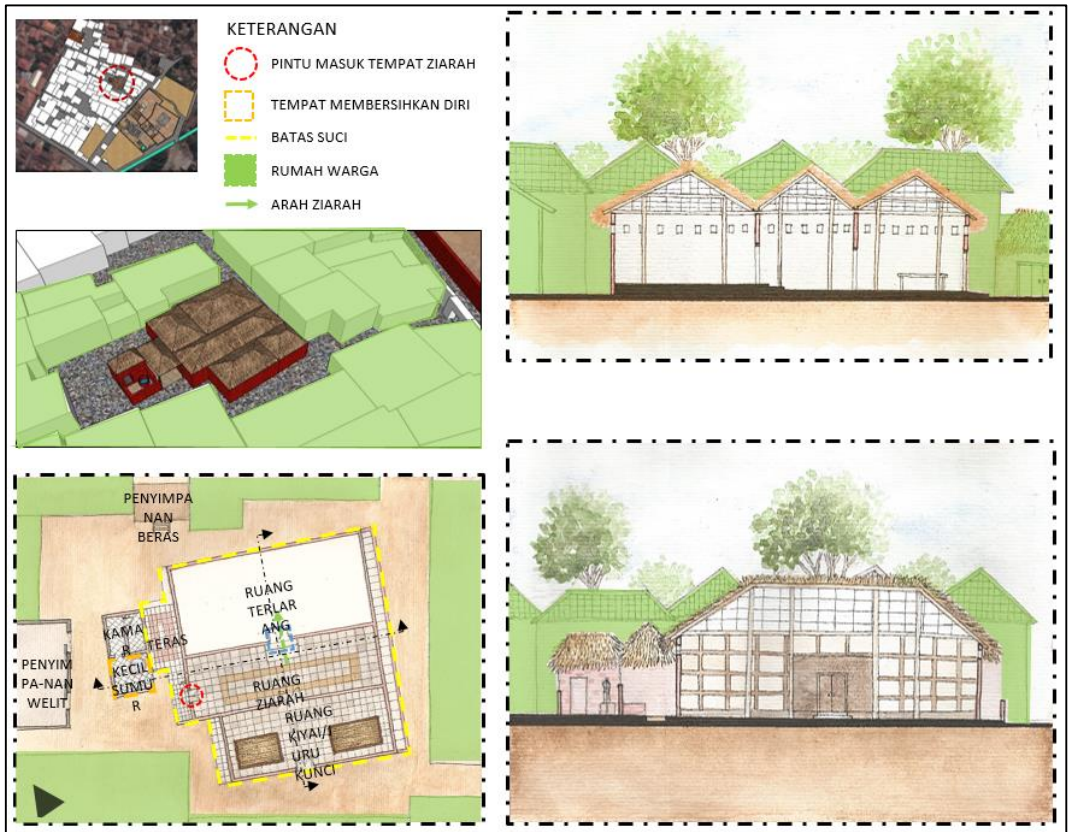 KETERANGAN
PINTU MASUK TEMPAT ZIARAH
TEMPAT MEMBERSIHKAN DIRI
BATAS SUCI
RUMAH WARGA
ARAH ZIARAH
PENYIMPA
NAN
BERAS
RUANG
TERLAR
ANG
KAMA
R
KECIL
TERAS
SUMU
R
PENYIM
PA-NAN
WELIT
RUANG ZIARAH
RUANG
KIYAI/J
URU
KUNCI